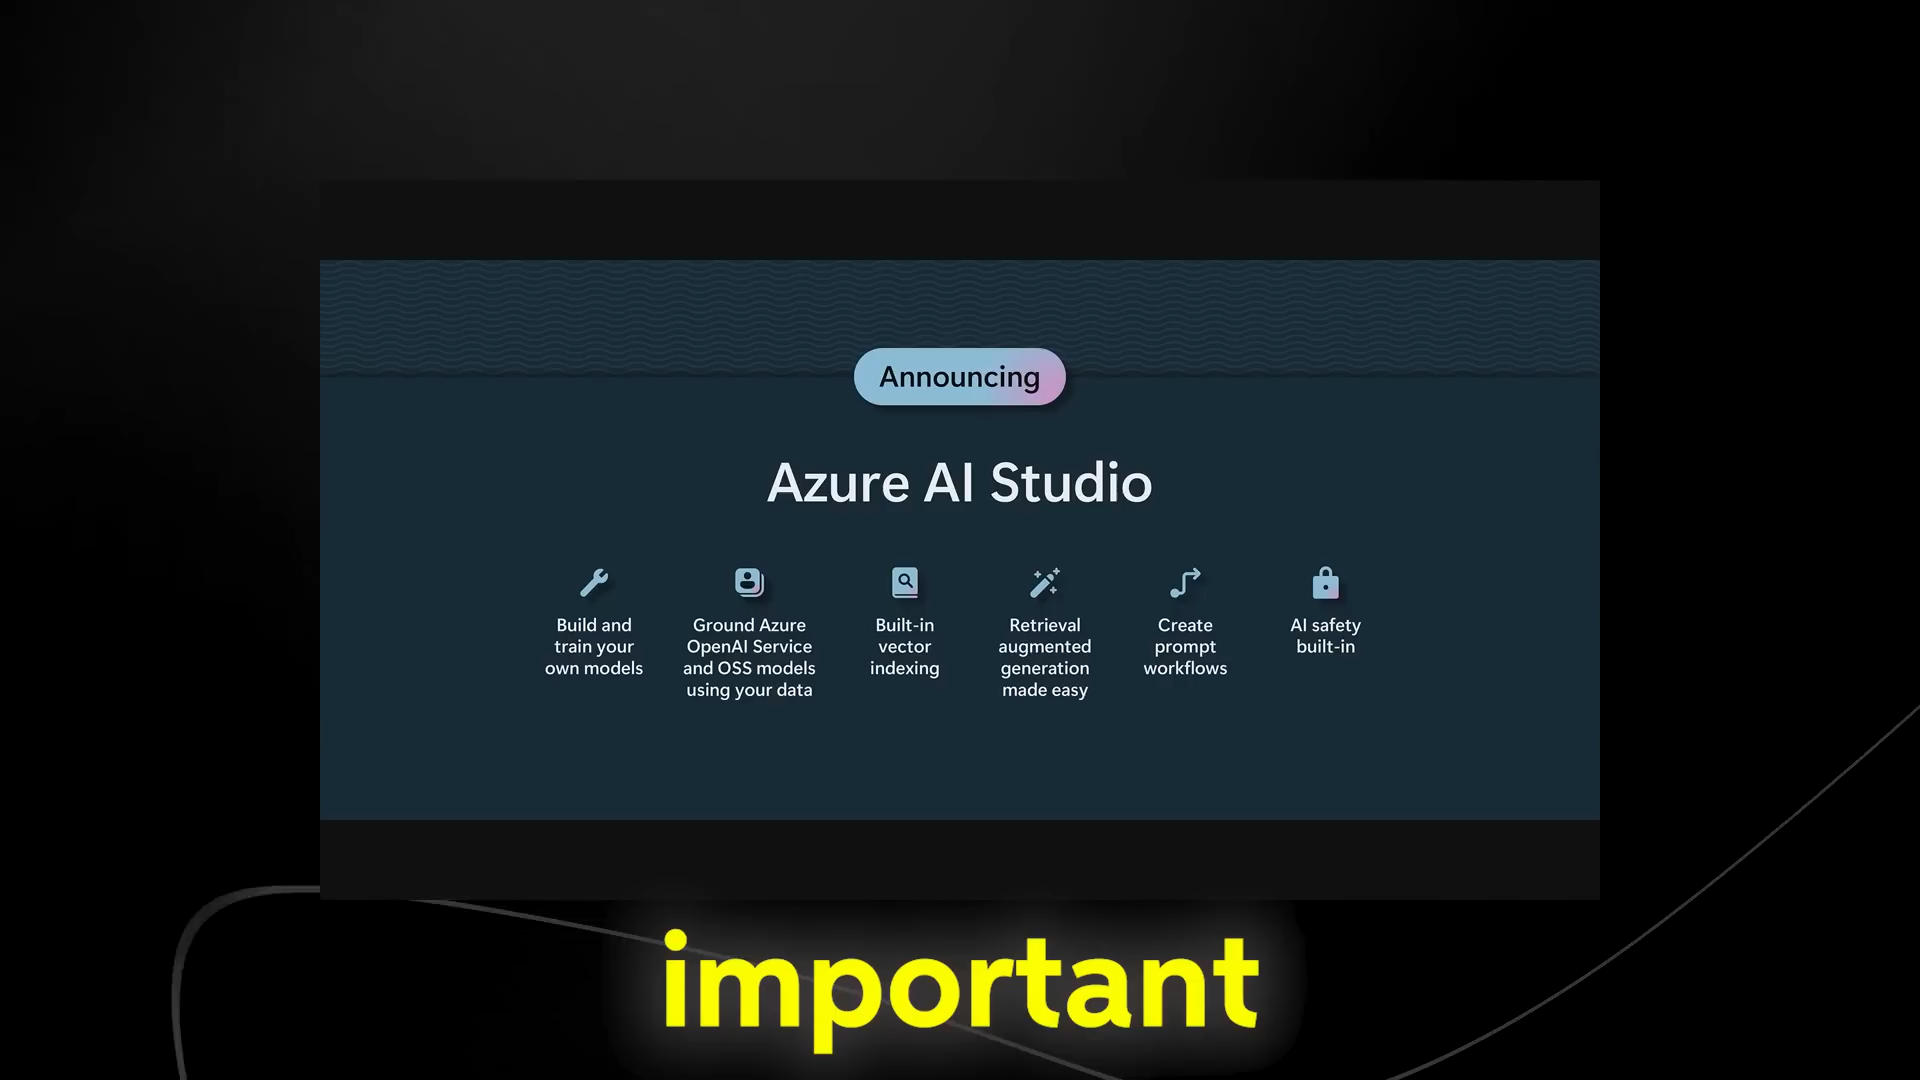 Announcing
Azure AI Studio
Build and
train your
own models
Ground Azure
OpenAI Service
and OSS models
using your data
Built-in
vector
indexing
Retrieval
augmented
generation
made easy
Create
prompt
workflows
AI safety
built-in
important